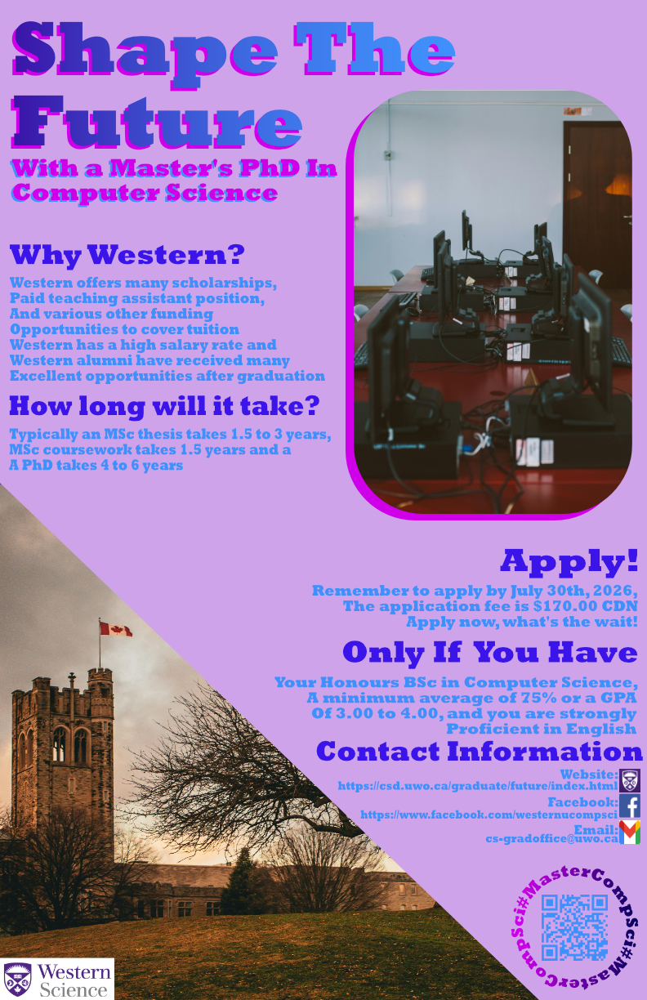 Shape The
Future
With a Master's PhD In
Computer Science
Why Western?
Western offers many scholarships,
Paid teaching assistant position,
And various other funding
Opportunities to cover tuition
Western has a high salary rate and
Western alumni have received many
Excellent opportunities after graduation
How long will it take?
Typically an MSc thesis takes 1.5 to 3 years,
MSc coursework takes 1.5 years and a
A PhD takes 4 to 6 years
Apply!
Remember to apply by July 30th, 2026,
The application fee is $170.00 CDN
Apply now, what's the wait!
Only If You Have
Your Honours BSc in Computer Science,
A minimum average of 75% or a GPA
Of 3.00 to 4.00, and you are strongly
Proficient in English
Contact Information
Website:
https://csd.uwo.ca/graduate/future/index.html
Facebook:
https://www.facebook.com/westernucompsci
Email:
cs-gradoffice@uwo.ca
#MasterCompSci#MasterCompSci
Western
Science